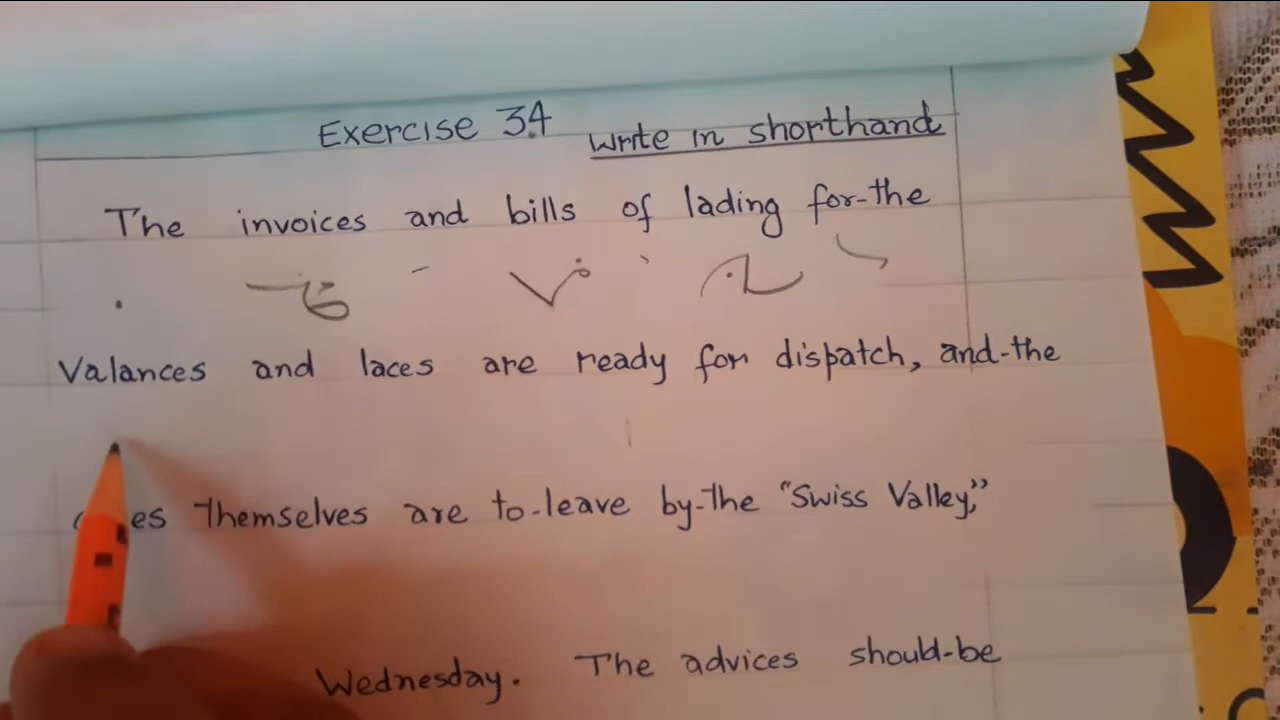 Exercise 34 Write in shorthand
The invoices and bills of lading for-the
Valances and laces are ready for dispatch, and-the
themselves are to-leave by-the "Swiss Valley,"
Wednesday. The advices should-be